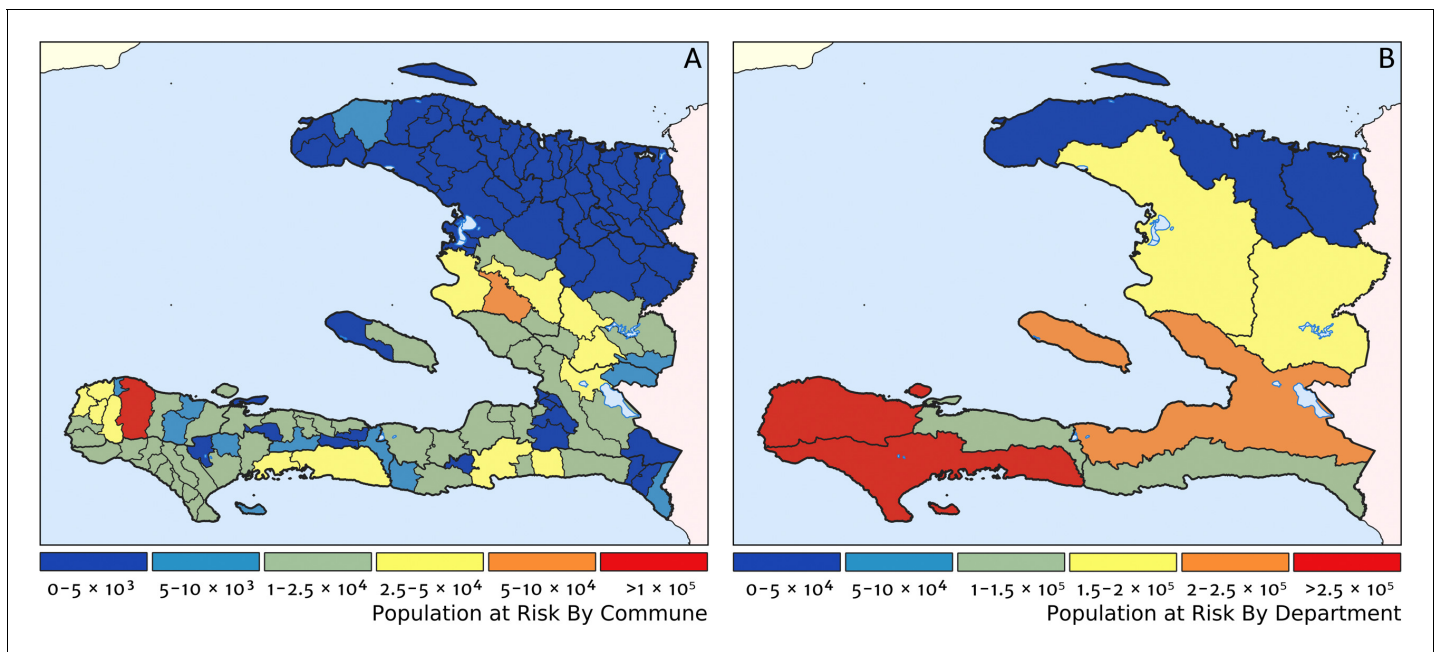 A
B
0-5 × 10³
5-10 × 10³
1-2.5 × 10⁴
2.5-5 × 10⁴
5-10 × 10⁴
>1 × 10⁵
Population at Risk By Commune
0-5 × 10⁴
5-10 × 10⁴
1-1.5 × 10⁵
1.5-2 × 10⁵
2-2.5 × 10⁵
>2.5 × 10⁵
Population at Risk By Department